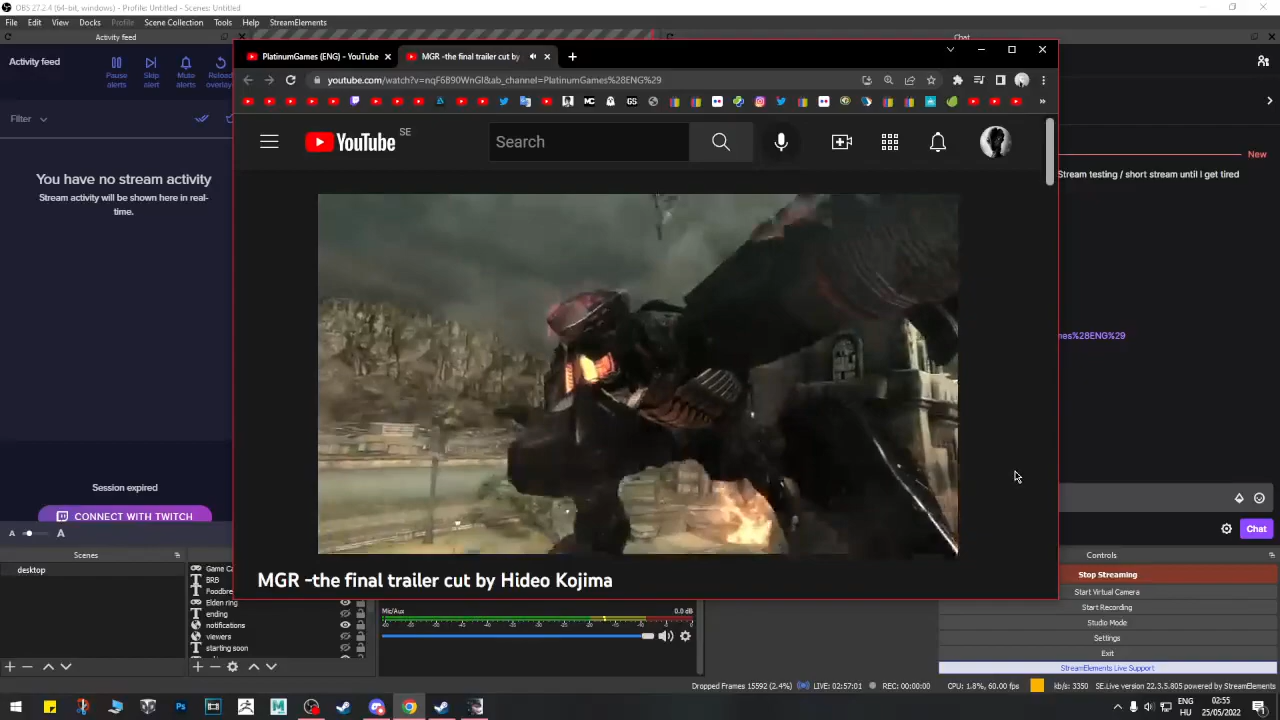 OBS 27.2.4 (64-bit, windows) - Profile: Untitled - Scenes: Untitled
File Edit View Docks Profile Scene Collection Tools Help StreamElements
Activity feed
Chat
PlatinumGames (ENG) - YouTube
MGR -the final trailer cut by
Activity feed
Pause alerts
Skip alert
Mute alerts
Reload overlay
youtube.com/watch?v=nqF6B90WnGI&ab_channel=PlatinumGames%28ENG%29
Filter
YouTube SE
Search
New
Stream testing / short stream until I get tired
You have no stream activity
Stream activity will be shown here in real-
time.
mes%28ENG%29
Session expired
CONNECT WITH TWITCH
A A
Chat
Scenes
Controls
desktop
Game Ca
BRB
Elden ring
ending
notifications
viewers
starting soon
MGR -the final trailer cut by Hideo Kojima
Mic/Aux
0.0 dB
Stop Streaming
Start Virtual Camera
Start Recording
Studio Mode
Settings
Exit
StreamElements Live Support
Dropped Frames 15592 (2.4%) LIVE: 02:57:01 REC: 00:00:00 CPU: 1.8%, 60.00 fps kb/s: 3350 SE.Live version 22.3.5.805 powered by StreamElements
ENG
HU
02:55
25/05/2022